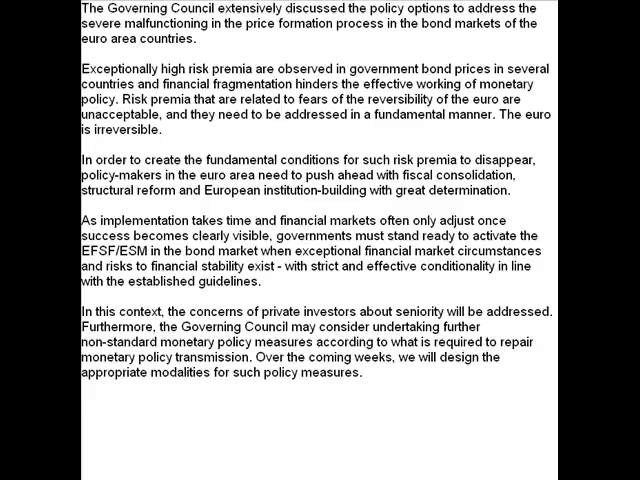 The Governing Council extensively discussed the policy options to address the
severe malfunctioning in the price formation process in the bond markets of the
euro area countries.
Exceptionally high risk premia are observed in government bond prices in several
countries and financial fragmentation hinders the effective working of monetary
policy. Risk premia that are related to fears of the reversibility of the euro are
unacceptable, and they need to be addressed in a fundamental manner. The euro
is irreversible.
In order to create the fundamental conditions for such risk premia to disappear,
policy-makers in the euro area need to push ahead with fiscal consolidation,
structural reform and European institution-building with great determination.
As implementation takes time and financial markets often only adjust once
success becomes clearly visible, governments must stand ready to activate the
EFSF/ESM in the bond market when exceptional financial market circumstances
and risks to financial stability exist - with strict and effective conditionality in line
with the established guidelines.
In this context, the concerns of private investors about seniority will be addressed.
Furthermore, the Governing Council may consider undertaking further
non-standard monetary policy measures according to what is required to repair
monetary policy transmission. Over the coming weeks, we will design the
appropriate modalities for such policy measures.